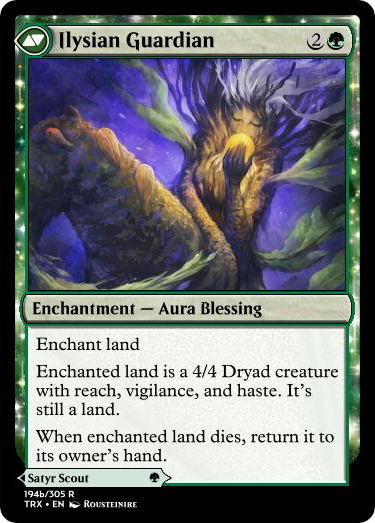 Ilysian Guardian 2
Enchantment — Aura Blessing
Enchant land
Enchanted land is a 4/4 Dryad creature
with reach, vigilance, and haste. It's
still a land.
When enchanted land dies, return it to
its owner's hand.
Satyr Scout
194b/305 R
TRX • EN Rousteinire